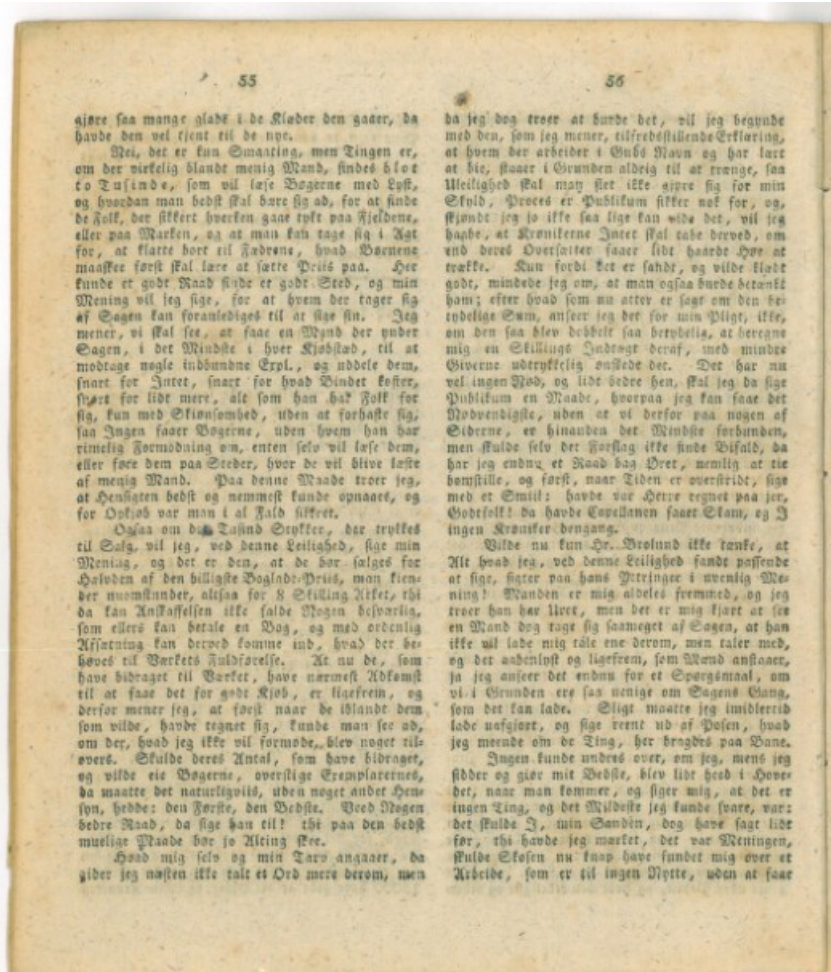 55
gjøre saa mange glade i de Klæder den gaaer, da
havde den vel tjent til de nye.
Nei, det er kun Smaating, men Tingen er,
om der virkelig blandt menig Mand, findes blot
to Tusinde, som vil læse Bøgerne med Lyst,
og hvordan man bedst skal bære sig ad, for at finde
de Folk, der sikkert hverken gaae tykt paa Fjeldene,
eller paa Marken, og at man kan tage sig i Agt
for, at klatte bort til Fædrene, hvad Børnene
maaskee først skal lære at sætte Priis paa. Her
kunde et godt Raad finde et godt Sted, og min
Mening vil jeg sige, for at hvem der tager sig
af Sagen kan foranlediges til at sige sin. Jeg
mener, vi skal see, at faae en Mand der ynder
Sagen, i det Mindste i hver Kjøbstæd, til at
modtage nogle indbundne Expl., og uddele dem,
snart for Intet, snart for hvad Bindet koster,
snart for lidt mere, alt som han har Folk for
sig, kun med Skiønsomhed, uden at forhaste sig,
saa Ingen faaer Bøgerne, uden hvem han har
rimelig Formodning om, enten selv vil læse dem,
eller føre dem paa Steder, hvor de vil blive læste
af menig Mand. Paa denne Maade troer jeg,
at Hensigten bedst og nemmest kunde opnaaes, og
for Opkjøb var man i al Fald sikkret.
Ogsaa om de Tusind Stykker, der trykkes
til Salg, vil jeg, ved denne Leilighed, sige min
Mening, og det er den, at de bør sælges for
Halvden af den billigste Boglade-Priis, man kien-
der nuomstunder, altsaa for 8 Skilling Arket, thi
da kan Anskaffelsen ikke falde Nogen besværlig,
som ellers kan betale en Bog, og med ordenlig
Afsætning kan derved komme ind, hvad der be-
høves til Værkets Fuldførelse. At nu de, som
have bidraget til Værket, have nærmest Adkomst
til at faae det for godt Kjøb, er ligefrem, og
derfor mener jeg, at først naar de iblandt dem
som vilde, havde tegnet sig, kunde man see ad,
om der, hvad jeg ikke vil formode, blev noget til-
overs. Skulde deres Antal, som have bidraget,
og vilde eie Bøgerne, overstige Exemplarernes,
da maatte det naturligviis, uden noget andet Hen-
syn, hedde: den Første, den Bedste. Veed Nogen
bedre Raad, da sige han til! thi paa den bedst
muelige Maade bør jo Alting skee.
Hvad mig selv og min Tarv angaaer, da
gider jeg næsten ikke talt et Ord mere derom, men
56
da jeg dog troer at burde det, vil jeg begynde
med den, som jeg mener, tilfredsstillende Erklæring,
at hvem der arbeider i Guds Navn og har lært
at bie, staaer i Grunden aldrig til at trænge, saa
Uleilighed skal man slet ikke giøre sig for min
Skyld, Proces er Publikum sikker nok for, og,
skjøndt jeg jo ikke saa lige kan vide det, vil jeg
haabe, at Krønikerne Intet skal tabe derved, om
end deres Oversætter faaer lidt haardt Hør at
trække. Kun fordi det er sandt, og vilde klædt
godt, mindede jeg om, at man ogsaa burde betænkt
ham; efter hvad som nu atter er sagt om den be-
tydelige Sum, anseer jeg det for min Pligt, ikke,
om den saa blev dobbelt saa betydelig, at beregne
mig en Skillings Indtægt deraf, med mindre
Giverne udtrykkelig ønskede det. Det har nu
vel ingen Nød, og lidt bedre hen, skal jeg da sige
Publikum en Maade, hvorpaa jeg kan faae det
Nødvendigste, uden at vi derfor paa nogen af
Siderne, er hinanden det Mindste forbunden,
men skulde selv det Forslag ikke finde Bifald, da
har jeg endnu et Raad bag Øret, nemlig at tie
bomstille, og først, naar Tiden er overstridt, sige
med et Smiil: havde vor Herre regnet paa jer,
Godtfolk! da havde Capellanen faaet Skam, og I
ingen Krøniker dengang.
Vilde nu kun Hr. Brolund ikke tænke, at
Alt hvad jeg, ved denne Leilighed fandt passende
at sige, sigter paa hans Yttringer i uvenlig Me-
ning! Manden er mig aldeles fremmed, og jeg
troer han har Uret, men det er mig kjært at see
en Mand dog tage sig saameget af Sagen, at han
ikke vil lade mig tale ene derom, men taler med,
og det aabenlyst og ligefrem, som Mænd anstaaer,
ja jeg anseer det endnu for et Spørgsmaal, om
vi i Grunden ere saa uenige om Sagens Gang,
som det kan lade. Sligt maatte jeg imidlertid
lade uafgjort, og sige reent ud af Posen, hvad
jeg meende om de Ting, her bragdes paa Bane.
Ingen kunde undres over, om jeg, mens jeg
sidder og giør mit Bedste, blev lidt heed i Hove-
det, naar man kommer, og siger mig, at det er
ingen Ting, og det Mildeste jeg kunde svare, var:
det skulde I, min Sandten, dog have sagt lidt
før, thi havde jeg mærket, det var Meningen,
skulde Skosen nu knap have fundet mig over et
Arbeide, som er til ingen Nytte, uden at faae